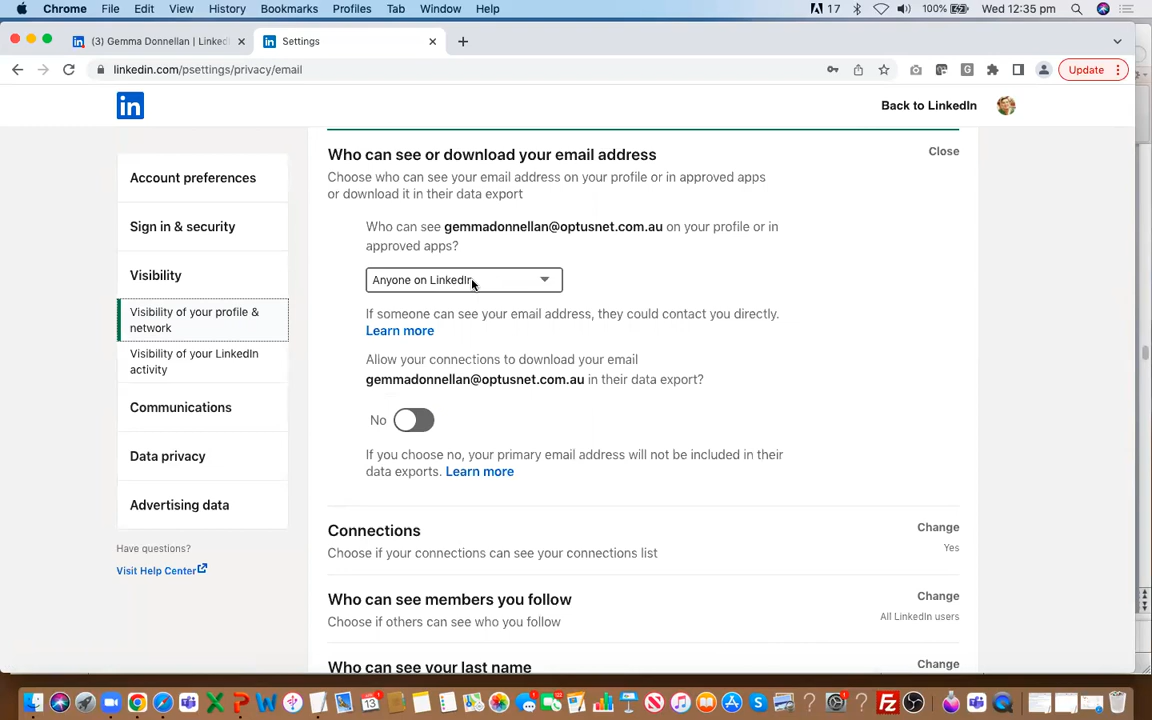 Chrome File Edit View History Bookmarks Profiles Tab Window Help 17 100% Wed 12:35 pm
(3) Gemma Donnellan | Linked Settings
linkedin.com/psettings/privacy/email Update
in Back to LinkedIn
Who can see or download your email address Close
Choose who can see your email address on your profile or in approved apps
or download it in their data export
Account preferences
Sign in & security
Visibility
Visibility of your profile &
network
Visibility of your LinkedIn
activity
Communications
Data privacy
Advertising data
Have questions?
Visit Help Center
Who can see gemmadonnellan@optusnet.com.au on your profile or in
approved apps?
Anyone on LinkedIn
If someone can see your email address, they could contact you directly.
Learn more
Allow your connections to download your email
gemmadonnellan@optusnet.com.au in their data export?
No
If you choose no, your primary email address will not be included in their
data exports. Learn more
Connections Change
Choose if your connections can see your connections list Yes
Who can see members you follow Change
Choose if others can see who you follow All LinkedIn users
Who can see your last name Change